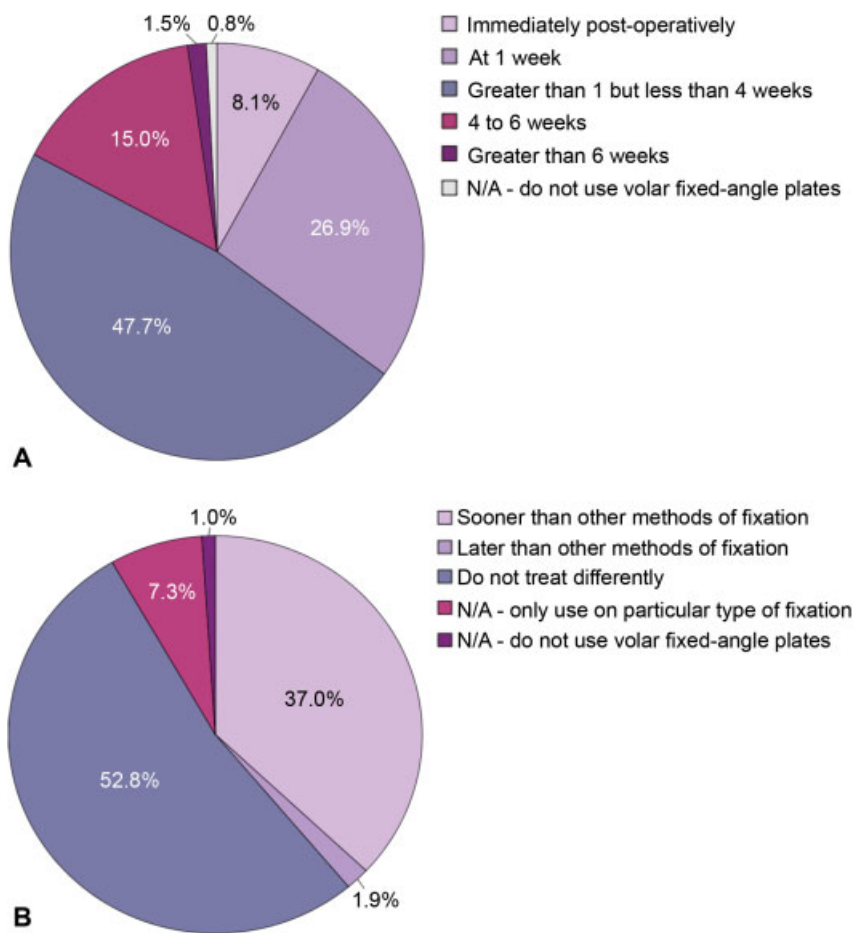 1.5%
0.8%
8.1%
26.9%
47.7%
15.0%
Immediately post-operatively
At 1 week
Greater than 1 but less than 4 weeks
4 to 6 weeks
Greater than 6 weeks
N/A - do not use volar fixed-angle plates
A
1.0%
7.3%
37.0%
52.8%
1.9%
Sooner than other methods of fixation
Later than other methods of fixation
Do not treat differently
N/A - only use on particular type of fixation
N/A - do not use volar fixed-angle plates
B